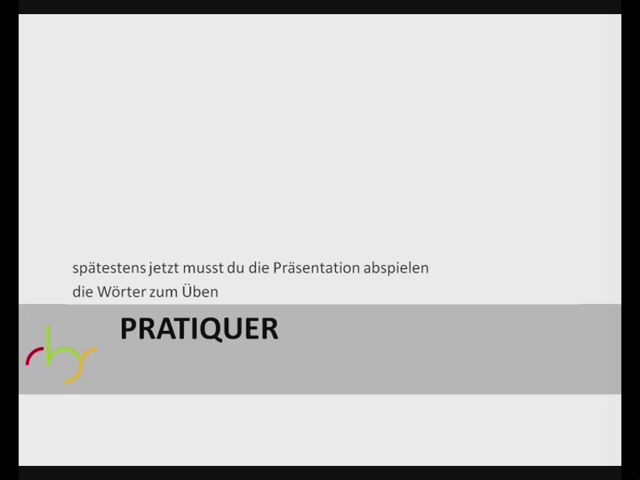 spätestens jetzt musst du die Präsentation abspielen
die Wörter zum Üben
PRATIQUER